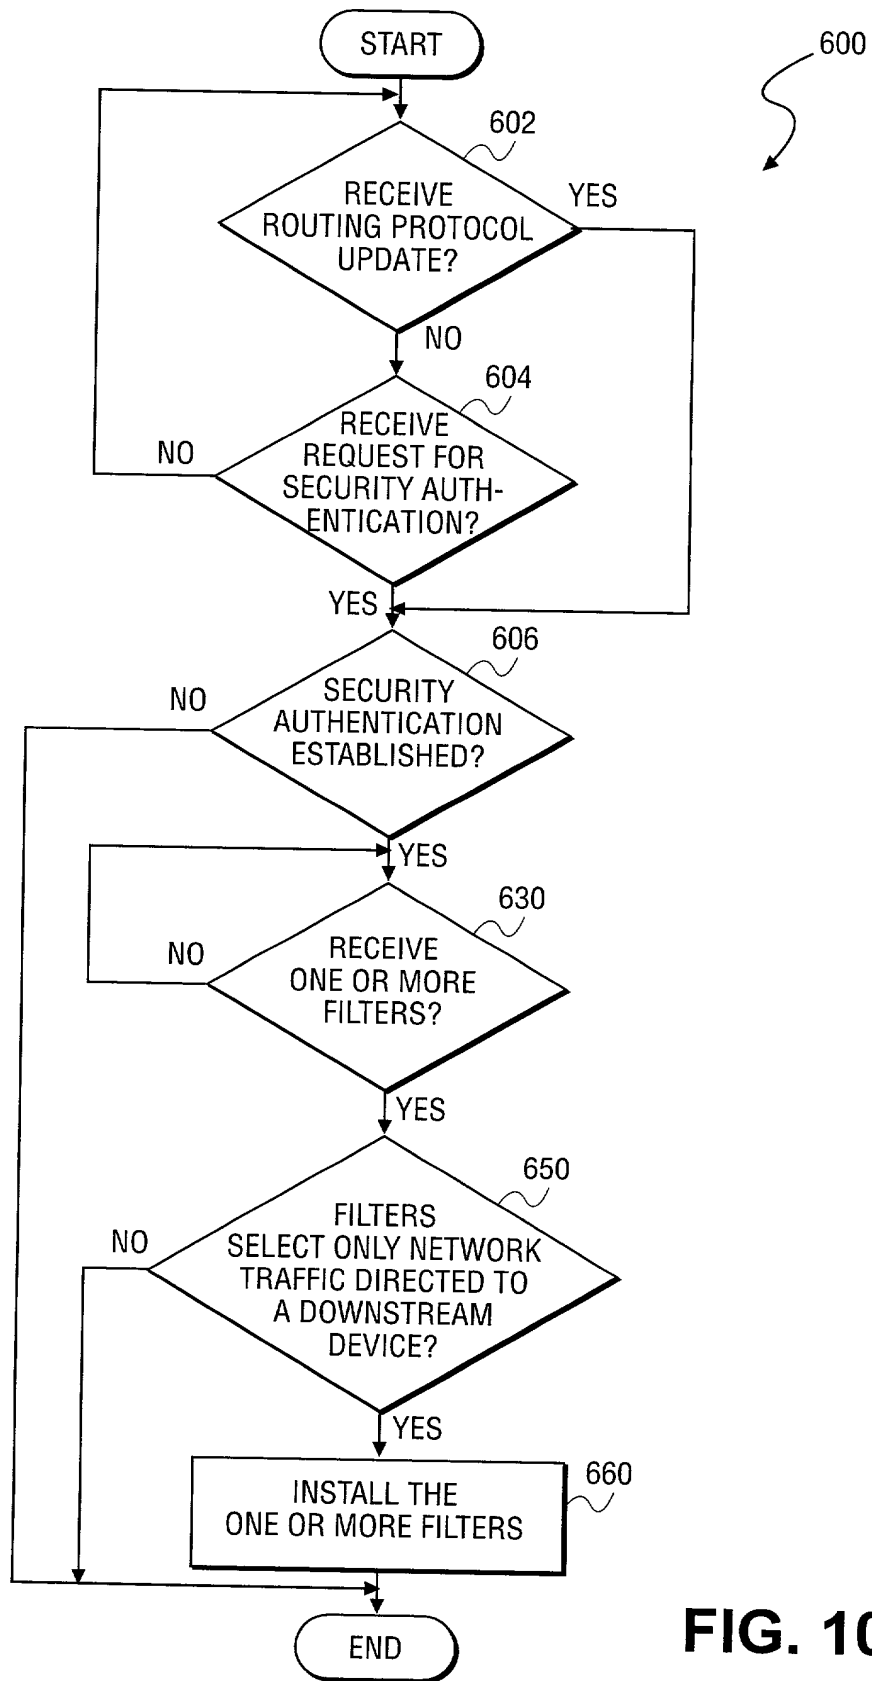 START
600
602
RECEIVE
ROUTING PROTOCOL
UPDATE?
YES
NO
604
RECEIVE
REQUEST FOR
SECURITY AUTH-
ENTICATION?
NO
YES
606
SECURITY
AUTHENTICATION
ESTABLISHED?
NO
YES
630
RECEIVE
ONE OR MORE
FILTERS?
NO
YES
650
FILTERS
SELECT ONLY NETWORK
TRAFFIC DIRECTED TO
A DOWNSTREAM
DEVICE?
NO
YES
660
INSTALL THE
ONE OR MORE FILTERS
END
FIG. 10